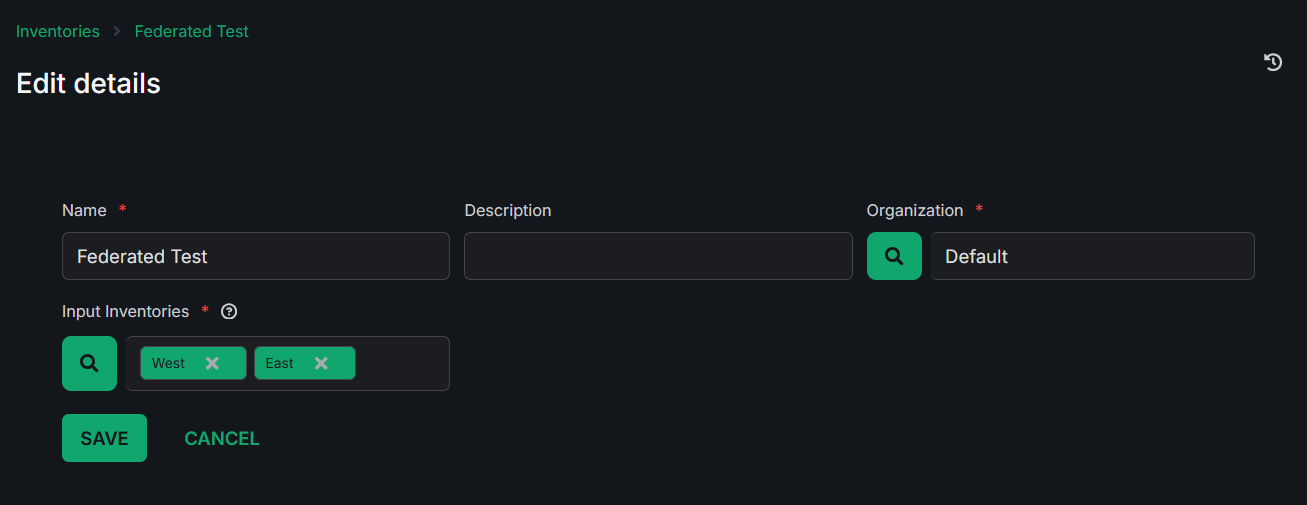 Inventories > Federated Test
Edit details
Name * Description Organization *
Federated Test Default
Input Inventories *
West East
SAVE CANCEL